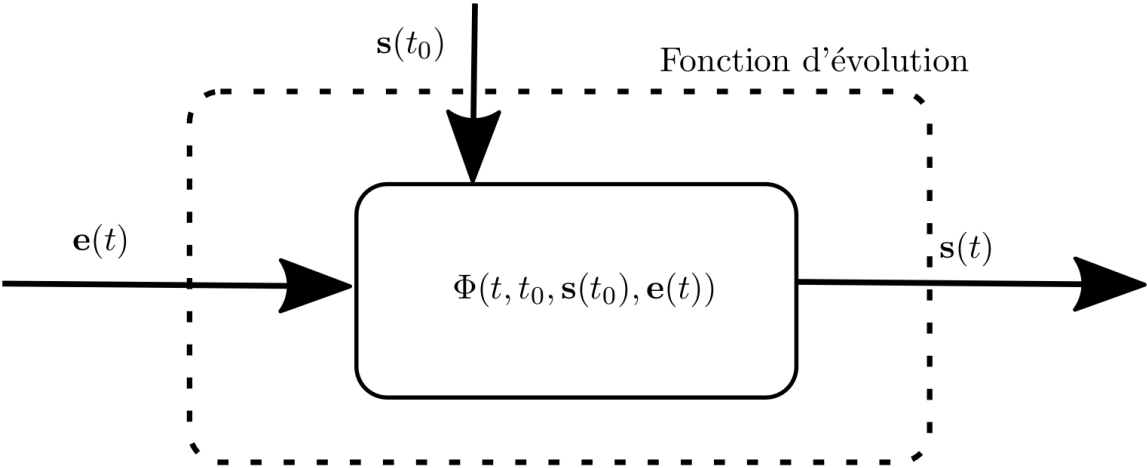 s(t₀)
Fonction d'évolution
e(t)
s(t)
Φ(t, t₀, s(t₀), e(t))